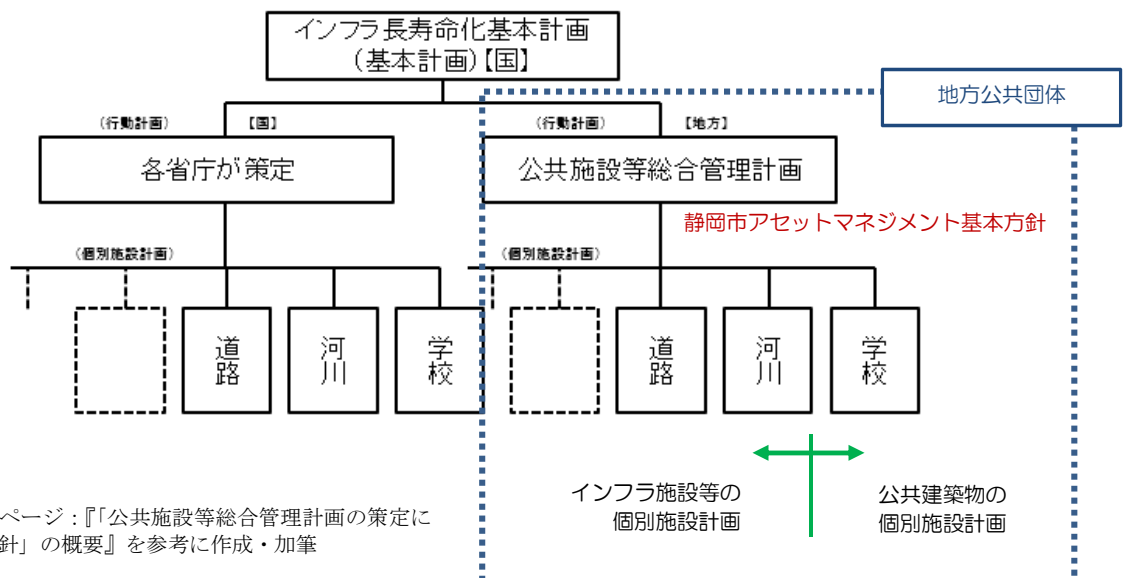 インフラ長寿命化基本計画
(基本計画)【国】
地方公共団体
(行動計画)
【国】
(行動計画)
【地方】
各省庁が策定
公共施設等総合管理計画
静岡市アセットマネジメント基本方針
(個別施設計画)
(個別施設計画)
道路
河川
学校
道路
河川
学校
インフラ施設等の
個別施設計画
公共建築物の
個別施設計画
ページ:『「公共施設等総合管理計画の策定に
針」の概要』を参考に作成・加筆